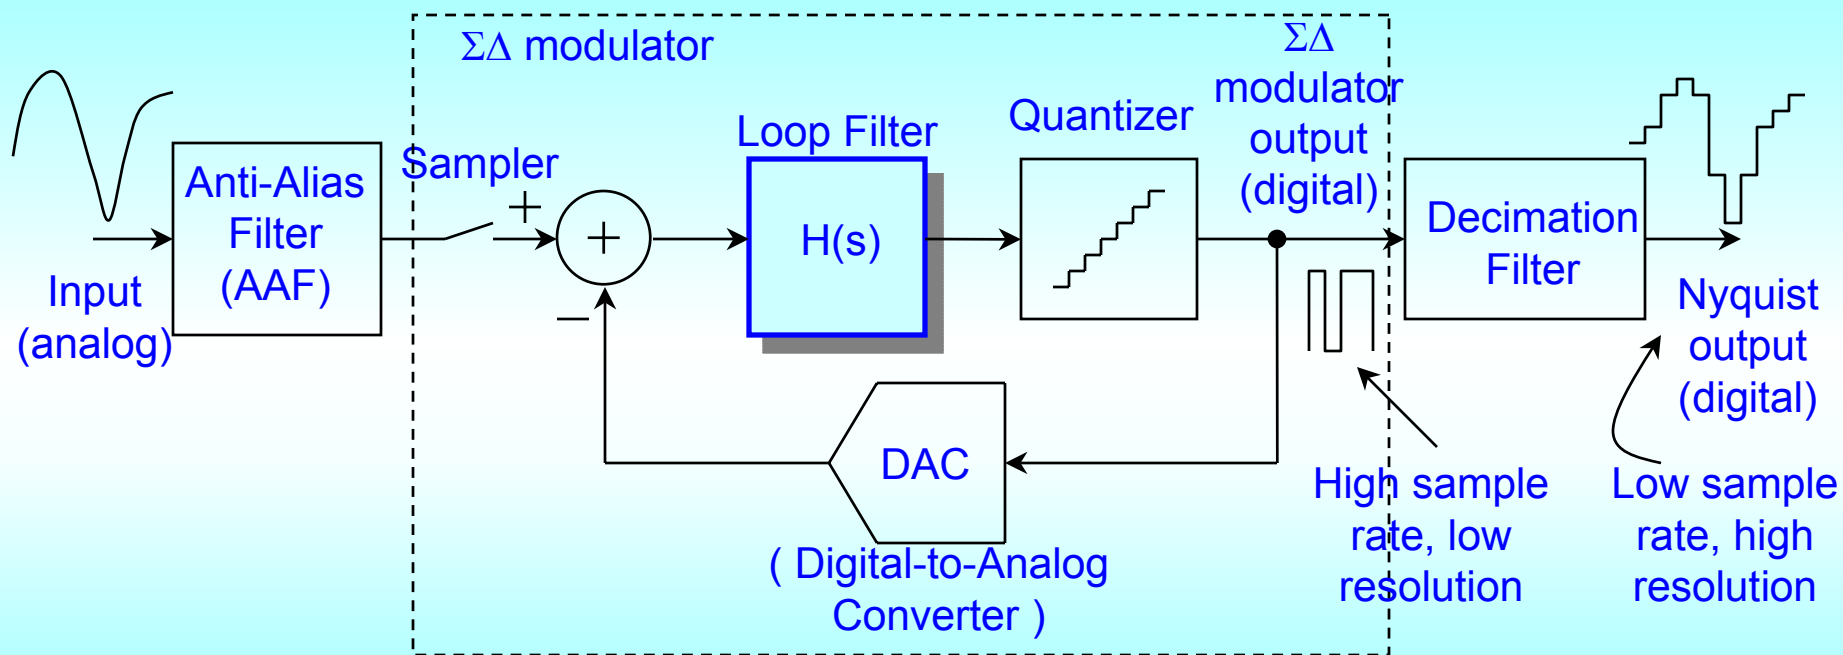 ΣΔ modulator
ΣΔ
modulator
output
(digital)
Input
(analog)
Anti-Alias
Filter
(AAF)
Sampler
+
+
−
Loop Filter
H(s)
Quantizer
DAC
( Digital-to-Analog
Converter )
Decimation
Filter
Nyquist
output
(digital)
High sample
rate, low
resolution
Low sample
rate, high
resolution